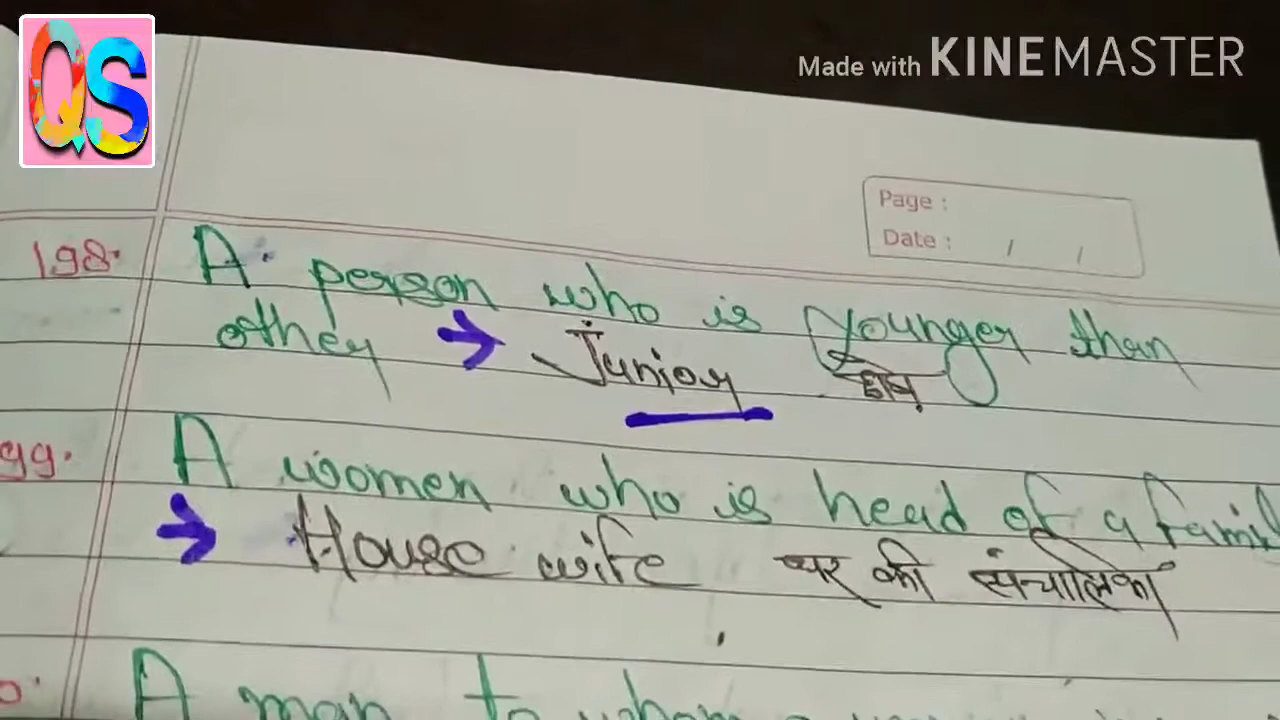 QS
Made with KINEMASTER
Page :
Date : / /
198. A person who is younger than
other → Junior
99. A women who is head of a famil
→ House wife घर की संचालिका
A man to whom a